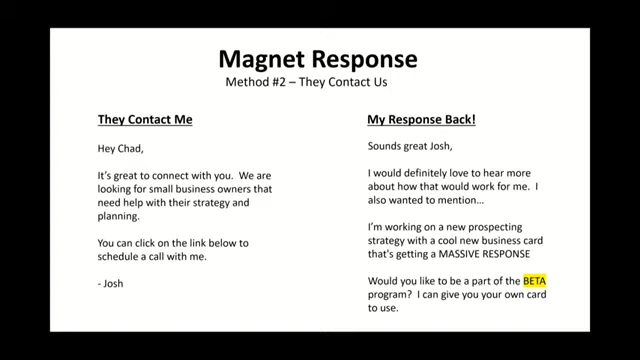 Magnet Response
Method #2 – They Contact Us
They Contact Me
Hey Chad,
It's great to connect with you.  We are
looking for small business owners that
need help with their strategy and
planning.
You can click on the link below to
schedule a call with me.
- Josh
My Response Back!
Sounds great Josh,
I would definitely love to hear more
about how that would work for me.  I
also wanted to mention…
I'm working on a new prospecting
strategy with a cool new business card
that's getting a MASSIVE RESPONSE
Would you like to be a part of the BETA
program?  I can give you your own card
to use.